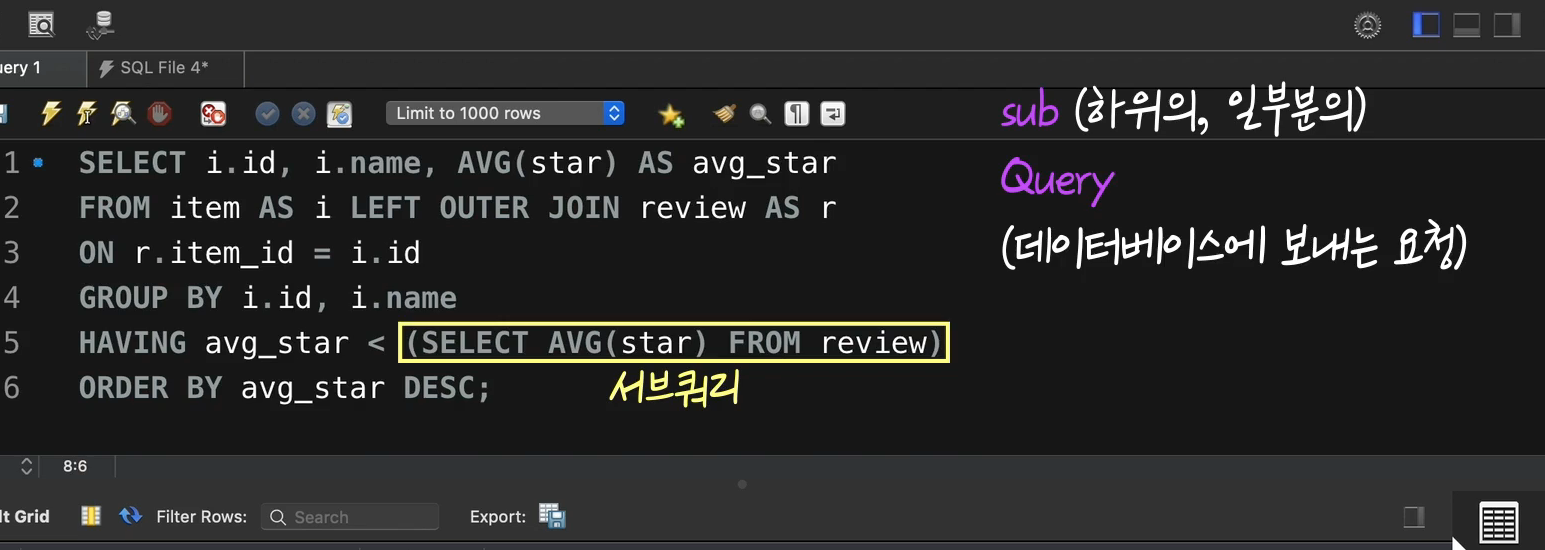 uery 1
SQL File 4*
Limit to 1000 rows
1 SELECT i.id, i.name, AVG(star) AS avg_star
2 FROM item AS i LEFT OUTER JOIN review AS r
3 ON r.item_id = i.id
4 GROUP BY i.id, i.name
5 HAVING avg_star < (SELECT AVG(star) FROM review)
6 ORDER BY avg_star DESC;
서브쿼리
sub (하위의, 일부분의)
Query
(데이터베이스에 보내는 요청)
8:6
lt Grid
Filter Rows:
Search
Export: